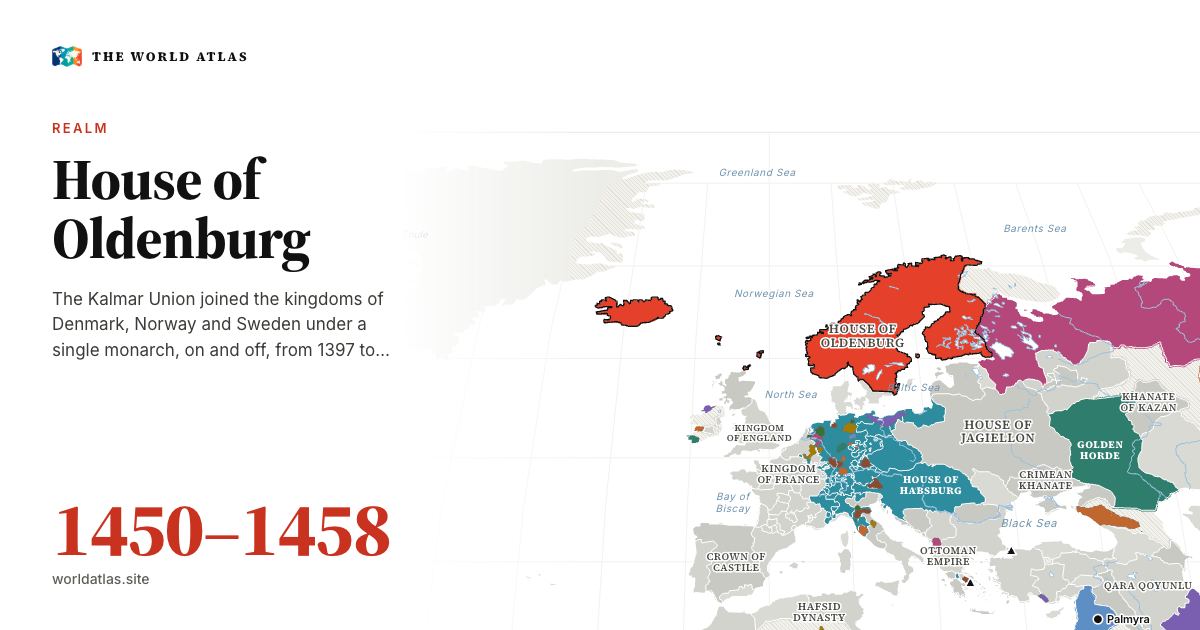 THE WORLD ATLAS
REALM
House of
Oldenburg
The Kalmar Union joined the kingdoms of
Denmark, Norway and Sweden under a
single monarch, on and off, from 1397 to...
1450–1458
worldatlas.site
Greenland Sea
Barents Sea
Norwegian Sea
HOUSE OF
OLDENBURG
North Sea
Baltic Sea
KHANATE
OF KAZAN
KINGDOM
OF ENGLAND
HOUSE OF
JAGIELLON
GOLDEN
HORDE
KINGDOM
OF FRANCE
HOUSE OF
HABSBURG
CRIMEAN
KHANATE
Bay of
Biscay
Black Sea
CROWN OF
CASTILE
OTTOMAN
EMPIRE
QARA QOYUNLU
HAFSID
DYNASTY
Palmyra